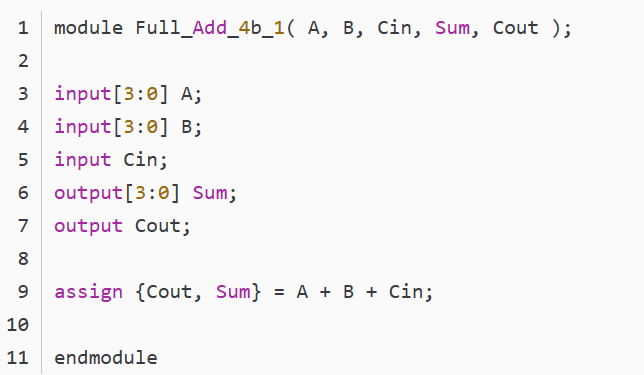 1 module Full_Add_4b_1( A, B, Cin, Sum, Cout );
2
3 input[3:0] A;
4 input[3:0] B;
5 input Cin;
6 output[3:0] Sum;
7 output Cout;
8
9 assign {Cout, Sum} = A + B + Cin;
10
11 endmodule